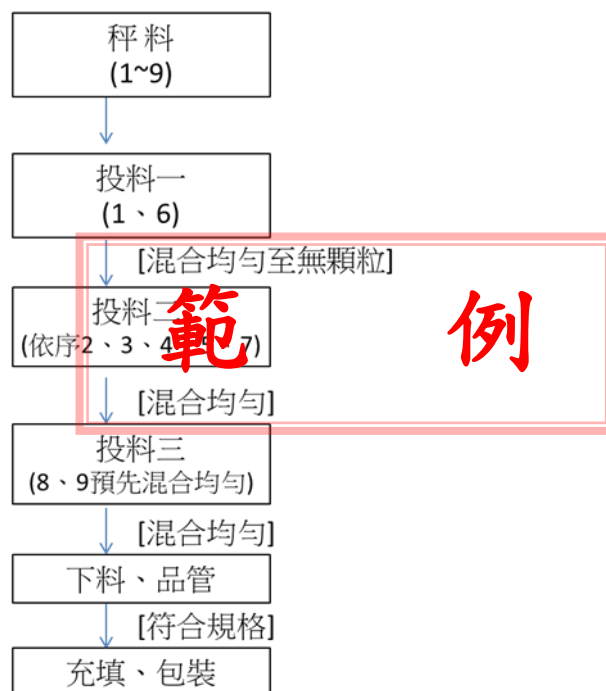 秤料
(1~9)
投料一
(1、6)
[混合均勻至無顆粒]
投料二
(依序2、3、4、5、7)
範 例
[混合均勻]
投料三
(8、9預先混合均勻)
[混合均勻]
下料、品管
[符合規格]
充填、包裝